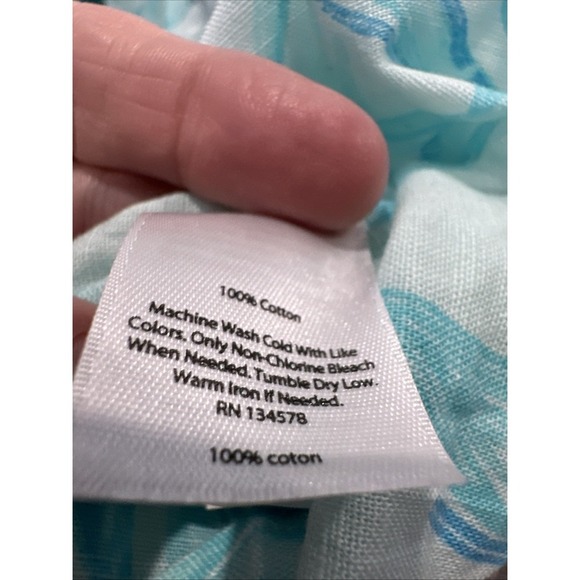 100% Cotton
Machine Wash Cold With Like
Colors. Only Non-Chlorine Bleach
When Needed. Tumble Dry Low.
Warm Iron If Needed.
RN 134578
100% coton